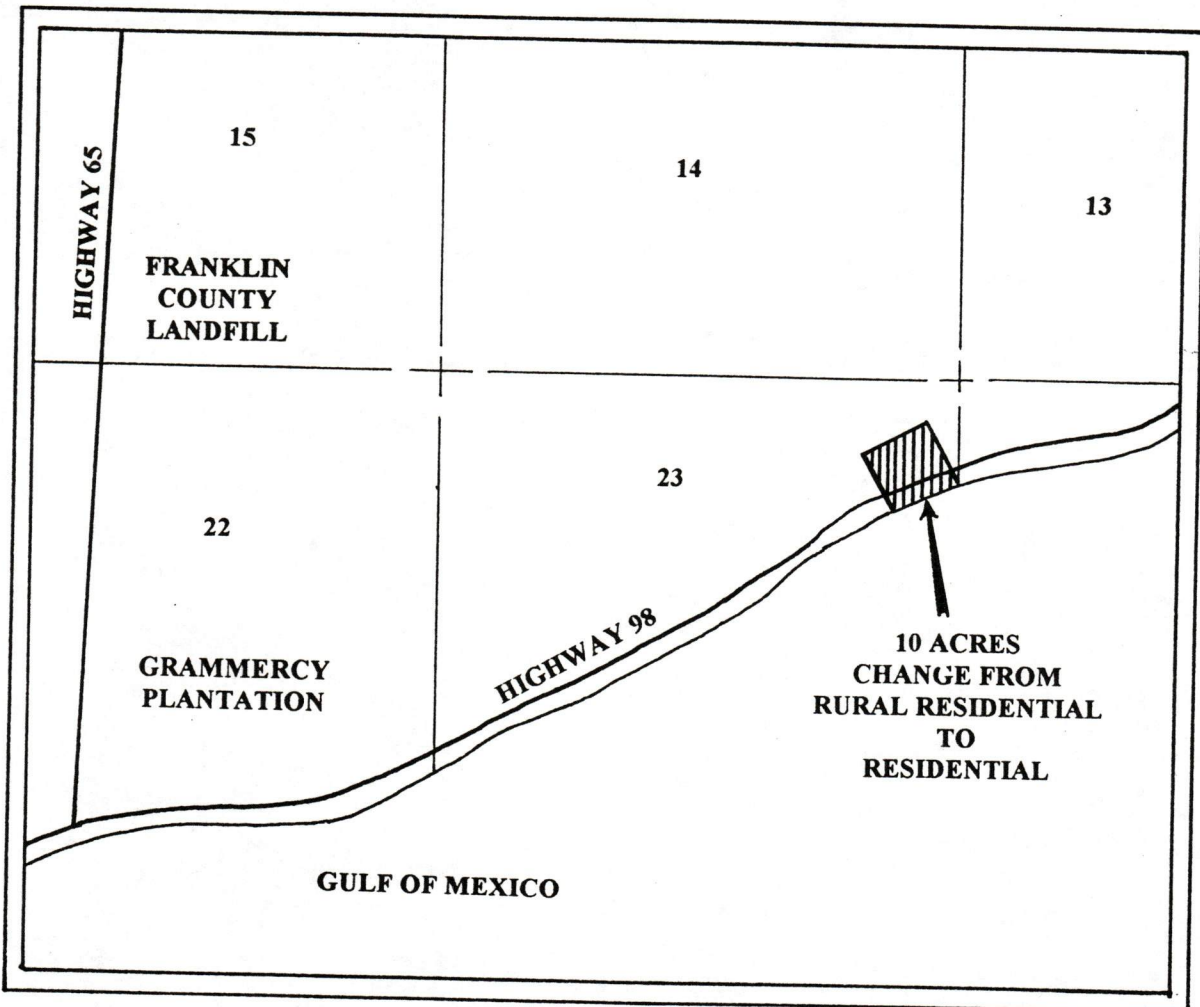 15
14
13
HIGHWAY 65
FRANKLIN
COUNTY
LANDFILL
23
22
GRAMMERCY
PLANTATION
HIGHWAY 98
10 ACRES
CHANGE FROM
RURAL RESIDENTIAL
TO
RESIDENTIAL
GULF OF MEXICO